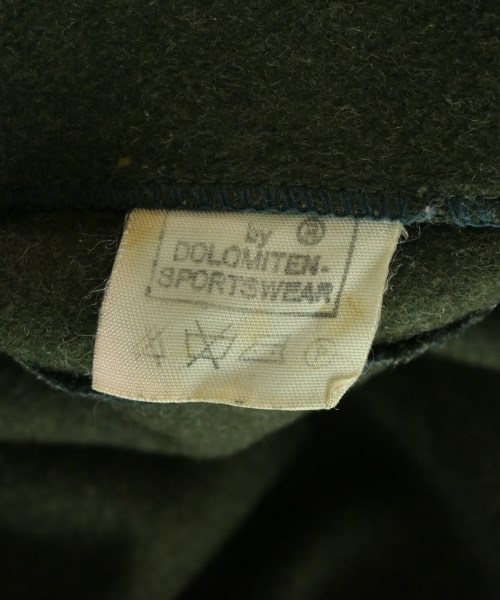 by ®
DOLOMITEN-
SPORTSWEAR
P